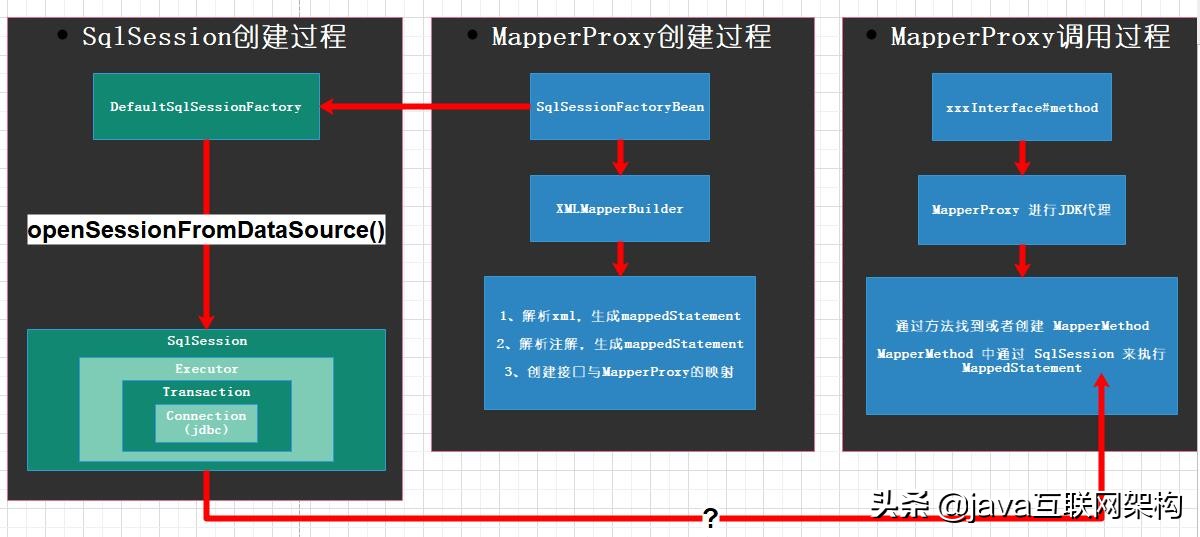 SqlSession创建过程
DefaultSqlSessionFactory
openSessionFromDataSource()
SqlSession
Executor
Transaction
Connection
(jdbc)
MapperProxy创建过程
SqlSessionFactoryBean
XMLMapperBuilder
1、解析xml，生成mappedStatement
2、解析注解，生成mappedStatement
3、创建接口与MapperProxy的映射
MapperProxy调用过程
xxxInterface#method
MapperProxy 进行JDK代理
通过方法找到或者创建 MapperMethod
MapperMethod 中通过 SqlSession 来执行
MappedStatement
?
头条 @java互联网架构